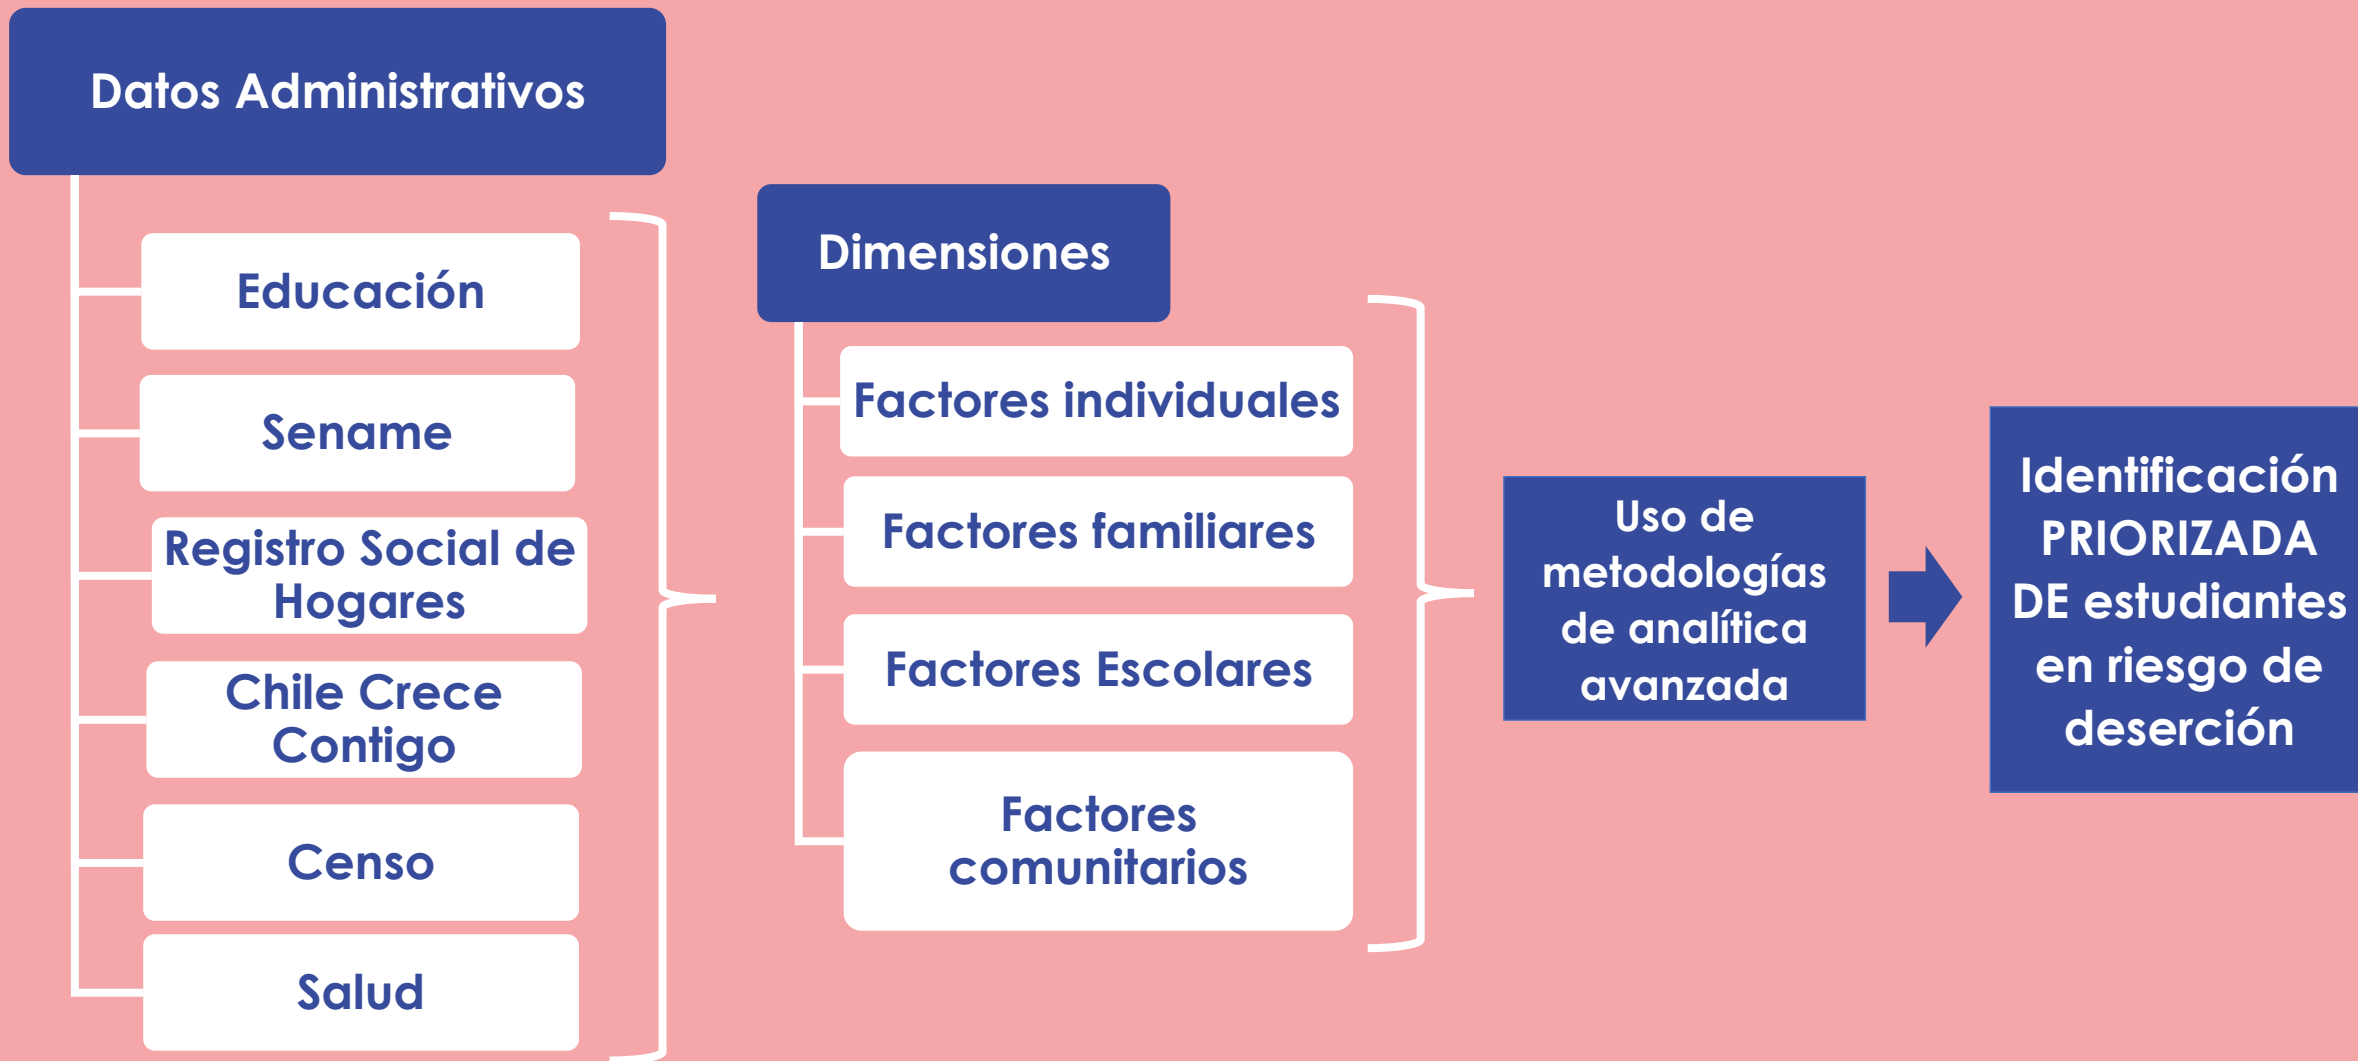 Datos Administrativos
Educación
Sename
Registro Social de
Hogares
Chile Crece
Contigo
Censo
Salud
Dimensiones
Factores individuales
Factores familiares
Factores Escolares
Factores
comunitarios
Uso de
metodologías
de analítica
avanzada
Identificación
PRIORIZADA
DE estudiantes
en riesgo de
deserción